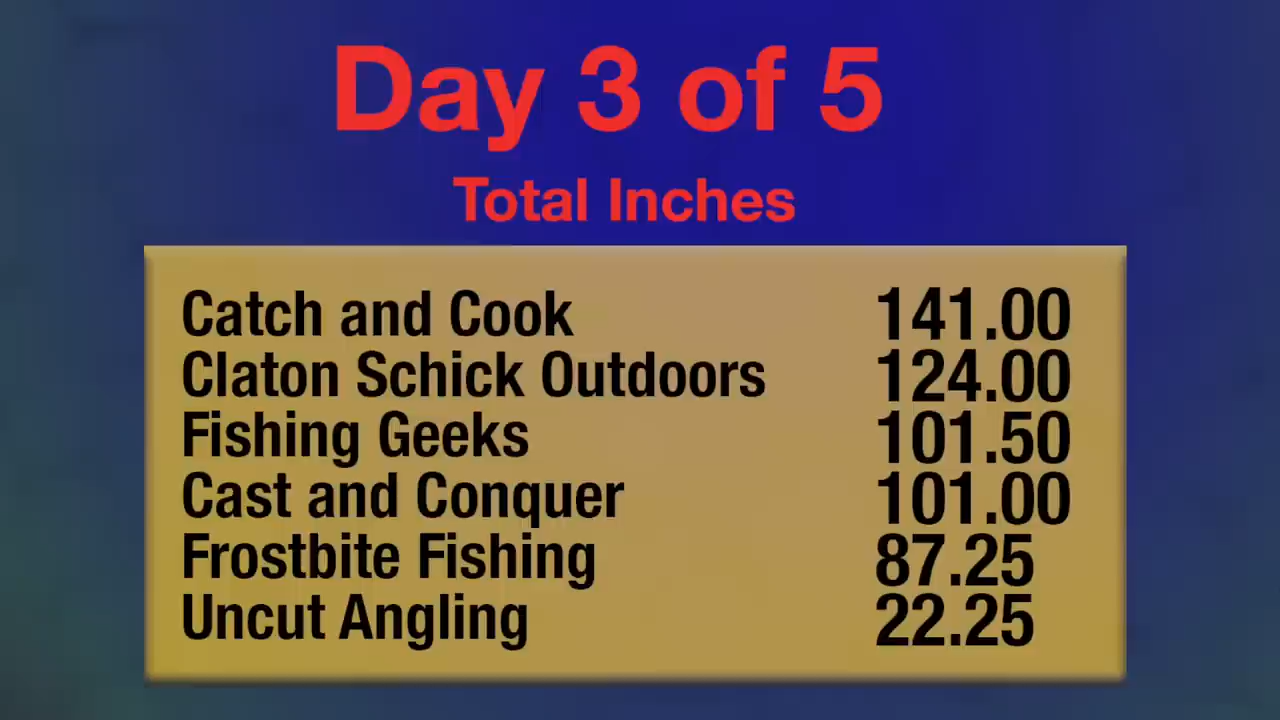 Day 3 of 5
Total Inches
Catch and Cook 141.00
Claton Schick Outdoors 124.00
Fishing Geeks 101.50
Cast and Conquer 101.00
Frostbite Fishing 87.25
Uncut Angling 22.25